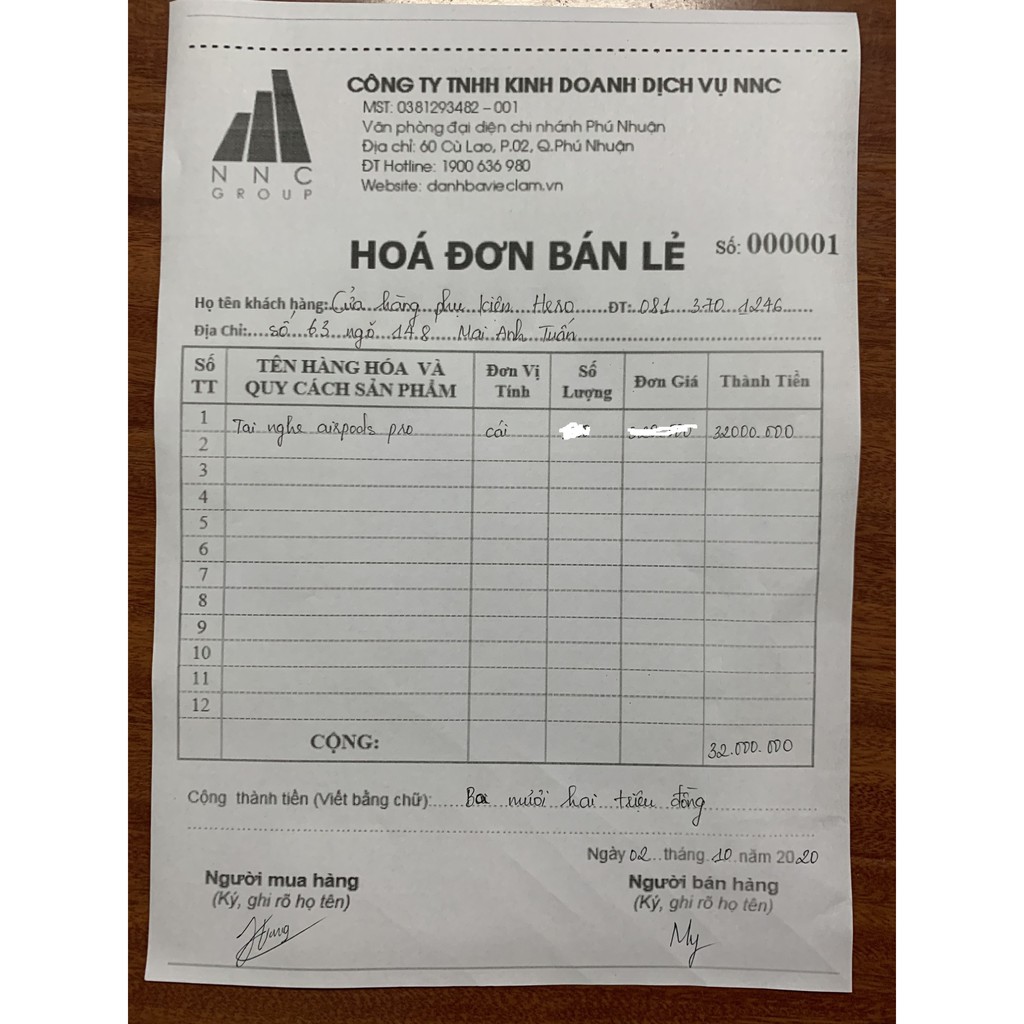 CÔNG TY TNHH KINH DOANH DỊCH VỤ NNC
MST: 0381293482 – 001
Văn phòng đại diện chi nhánh Phú Nhuận
Địa chỉ: 60 Cù Lao, P.02, Q.Phú Nhuận
ĐT Hotline: 1900 636 980
Website: danhbavieclam.vn
NNC
GROUP
HOÁ ĐƠN BÁN LẺ Số: 000001
Họ tên khách hàng: Cửa hàng phụ kiên Hero ĐT: 081 370 1246
Địa Chỉ: số 63 ngõ 148 Mai Anh Tuấn
Số TT TÊN HÀNG HÓA VÀ QUY CÁCH SẢN PHẨM Đơn Vị Tính Số Lượng Đơn Giá Thành Tiền
1 Tai nghe airpods pro cái 32000.000
2
3
4
5
6
7
8
9
10
11
12
CỘNG: 32.000.000
Cộng thành tiền (Viết bằng chữ): Ba mươi hai triệu đồng
Ngày 02 tháng 10 năm 2020
Người mua hàng Người bán hàng
(Ký, ghi rõ họ tên) (Ký, ghi rõ họ tên)
My